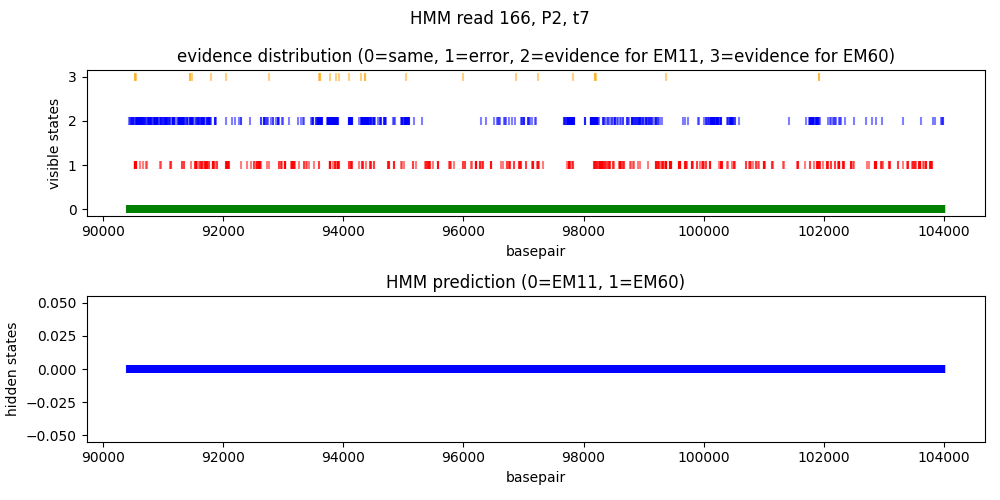 HMM read 166, P2, t7
evidence distribution (0=same, 1=error, 2=evidence for EM11, 3=evidence for EM60)
visible states
3
2
1
0
90000 92000 94000 96000 98000 100000 102000 104000
basepair
HMM prediction (0=EM11, 1=EM60)
hidden states
0.050
0.025
0.000
−0.025
−0.050
90000 92000 94000 96000 98000 100000 102000 104000
basepair